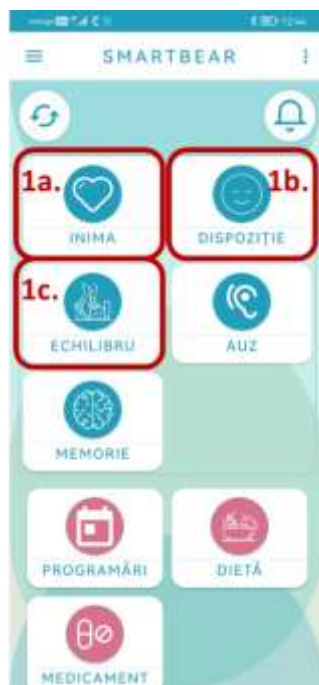 SMARTBEAR
1a.
1b.
INIMA
DISPOZIȚIE
1c.
ECHILIBRU
AUZ
MEMORIE
PROGRAMĂRI
DIETĂ
MEDICAMENT